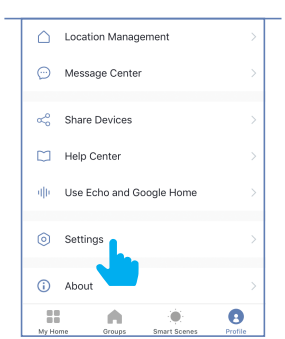 Location Management
Message Center
Share Devices
Help Center
Use Echo and Google Home
Settings
About
My Home Groups Smart Scenes Profile